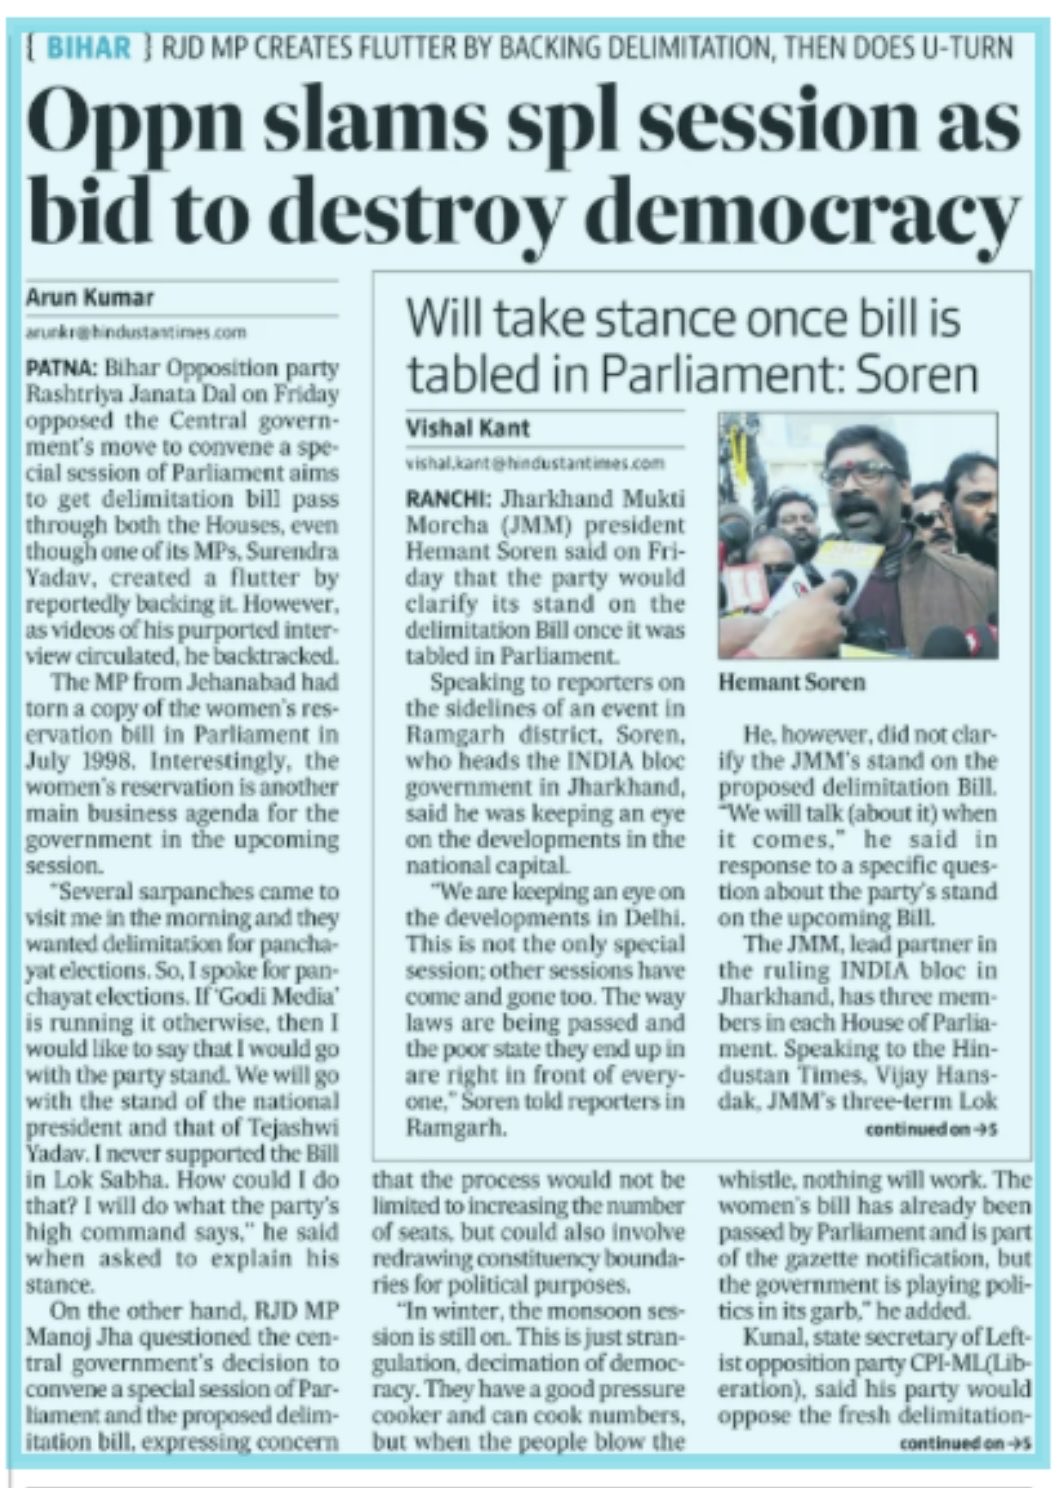 { BIHAR } RJD MP CREATES FLUTTER BY BACKING DELIMITATION, THEN DOES U-TURN
Oppn slams spl session as
bid to destroy democracy
Arun Kumar
arunkr@hindustantimes.com
PATNA: Bihar Opposition party
Rashtriya Janata Dal on Friday
opposed the Central govern-
ment's move to convene a spe-
cial session of Parliament aims
to get delimitation bill pass
through both the Houses, even
though one of its MPs, Surendra
Yadav, created a flutter by
reportedly backing it. However,
as videos of his purported inter-
view circulated, he backtracked.
The MP from Jehanabad had
torn a copy of the women's res-
ervation bill in Parliament in
July 1998. Interestingly, the
women's reservation is another
main business agenda for the
government in the upcoming
session.
"Several sarpanches came to
visit me in the morning and they
wanted delimitation for pancha-
yat elections. So, I spoke for pan-
chayat elections. If 'Godi Media'
is running it otherwise, then I
would like to say that I would go
with the party stand. We will go
with the stand of the national
president and that of Tejashwi
Yadav. I never supported the Bill
in Lok Sabha. How could I do
that? I will do what the party's
high command says," he said
when asked to explain his
stance.
On the other hand, RJD MP
Manoj Jha questioned the cen-
tral government's decision to
convene a special session of Par-
liament and the proposed delim-
itation bill, expressing concern
that the process would not be
limited to increasing the number
of seats, but could also involve
redrawing constituency bounda-
ries for political purposes.
"In winter, the monsoon ses-
sion is still on. This is just stran-
gulation, decimation of democ-
racy. They have a good pressure
cooker and can cook numbers,
but when the people blow the
whistle, nothing will work. The
women's bill has already been
passed by Parliament and is part
of the gazette notification, but
the government is playing poli-
tics in its garb," he added.
Kunal, state secretary of Left-
ist opposition party CPI-ML(Lib-
eration), said his party would
oppose the fresh delimitation-
continued on →5
Will take stance once bill is
tabled in Parliament: Soren
Vishal Kant
vishal.kant@hindustantimes.com
RANCHI: Jharkhand Mukti
Morcha (JMM) president
Hemant Soren said on Fri-
day that the party would
clarify its stand on the
delimitation Bill once it was
tabled in Parliament.
Speaking to reporters on
the sidelines of an event in
Ramgarh district, Soren,
who heads the INDIA bloc
government in Jharkhand,
said he was keeping an eye
on the developments in the
national capital.
"We are keeping an eye on
the developments in Delhi.
This is not the only special
session; other sessions have
come and gone too. The way
laws are being passed and
the poor state they end up in
are right in front of every-
one," Soren told reporters in
Ramgarh.
Hemant Soren
He, however, did not clar-
ify the JMM's stand on the
proposed delimitation Bill.
"We will talk (about it) when
it comes," he said in
response to a specific ques-
tion about the party's stand
on the upcoming Bill.
The JMM, lead partner in
the ruling INDIA bloc in
Jharkhand, has three mem-
bers in each House of Parlia-
ment. Speaking to the Hin-
dustan Times, Vijay Hans-
dak, JMM's three-term Lok
continued on →5